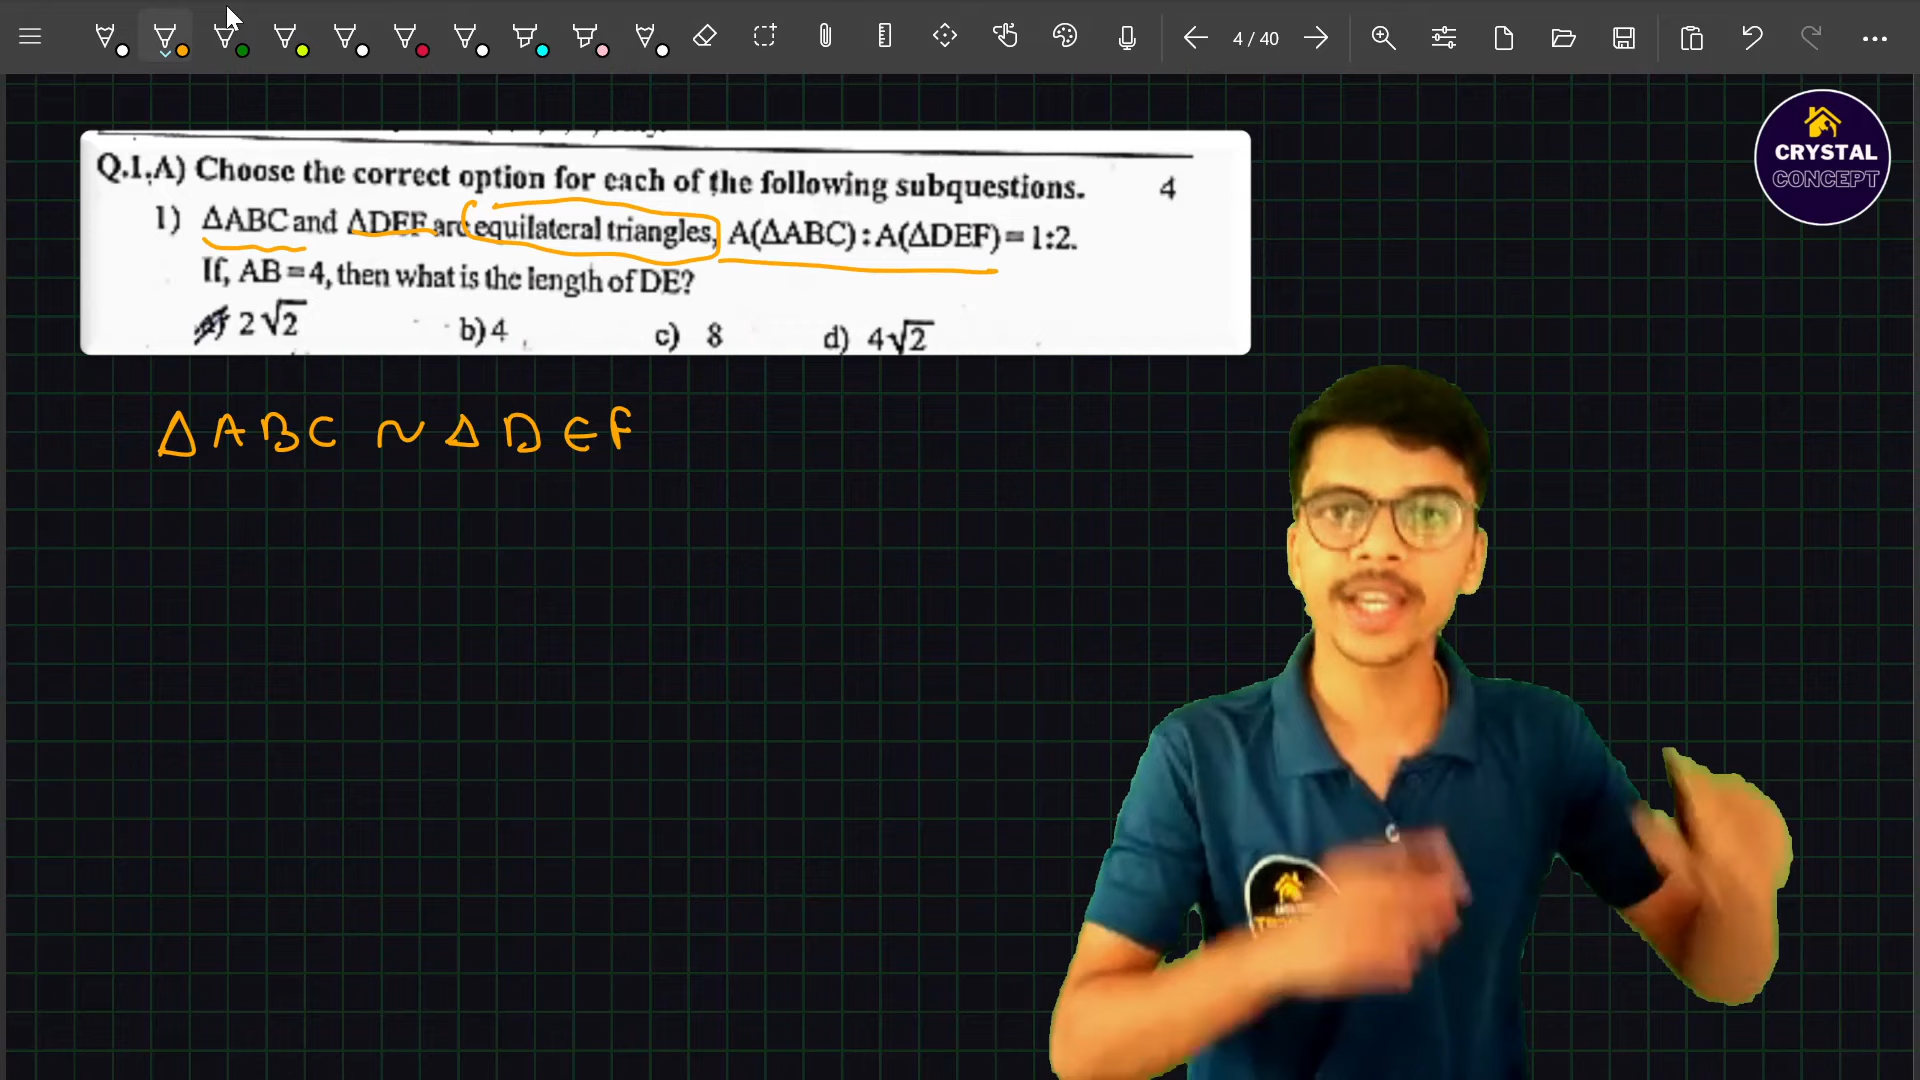 4 / 40
CRYSTAL
CONCEPT
Q.1.A) Choose the correct option for each of the following subquestions. 4
1) ΔABC and ΔDEF are equilateral triangles, A(ΔABC) : A(ΔDEF) = 1:2.
If, AB = 4, then what is the length of DE?
2√2 b) 4 c) 8 d) 4√2
Δ ABC ~ Δ DEF